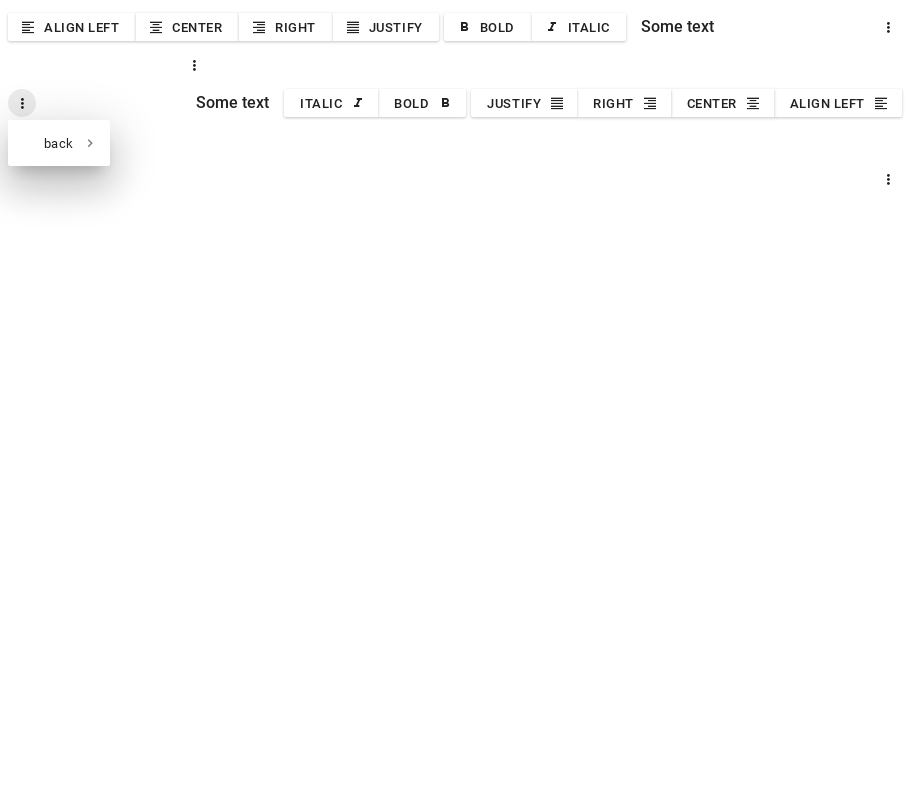 ALIGN LEFT CENTER RIGHT JUSTIFY BOLD ITALIC Some text
Some text ITALIC BOLD JUSTIFY RIGHT CENTER ALIGN LEFT
back